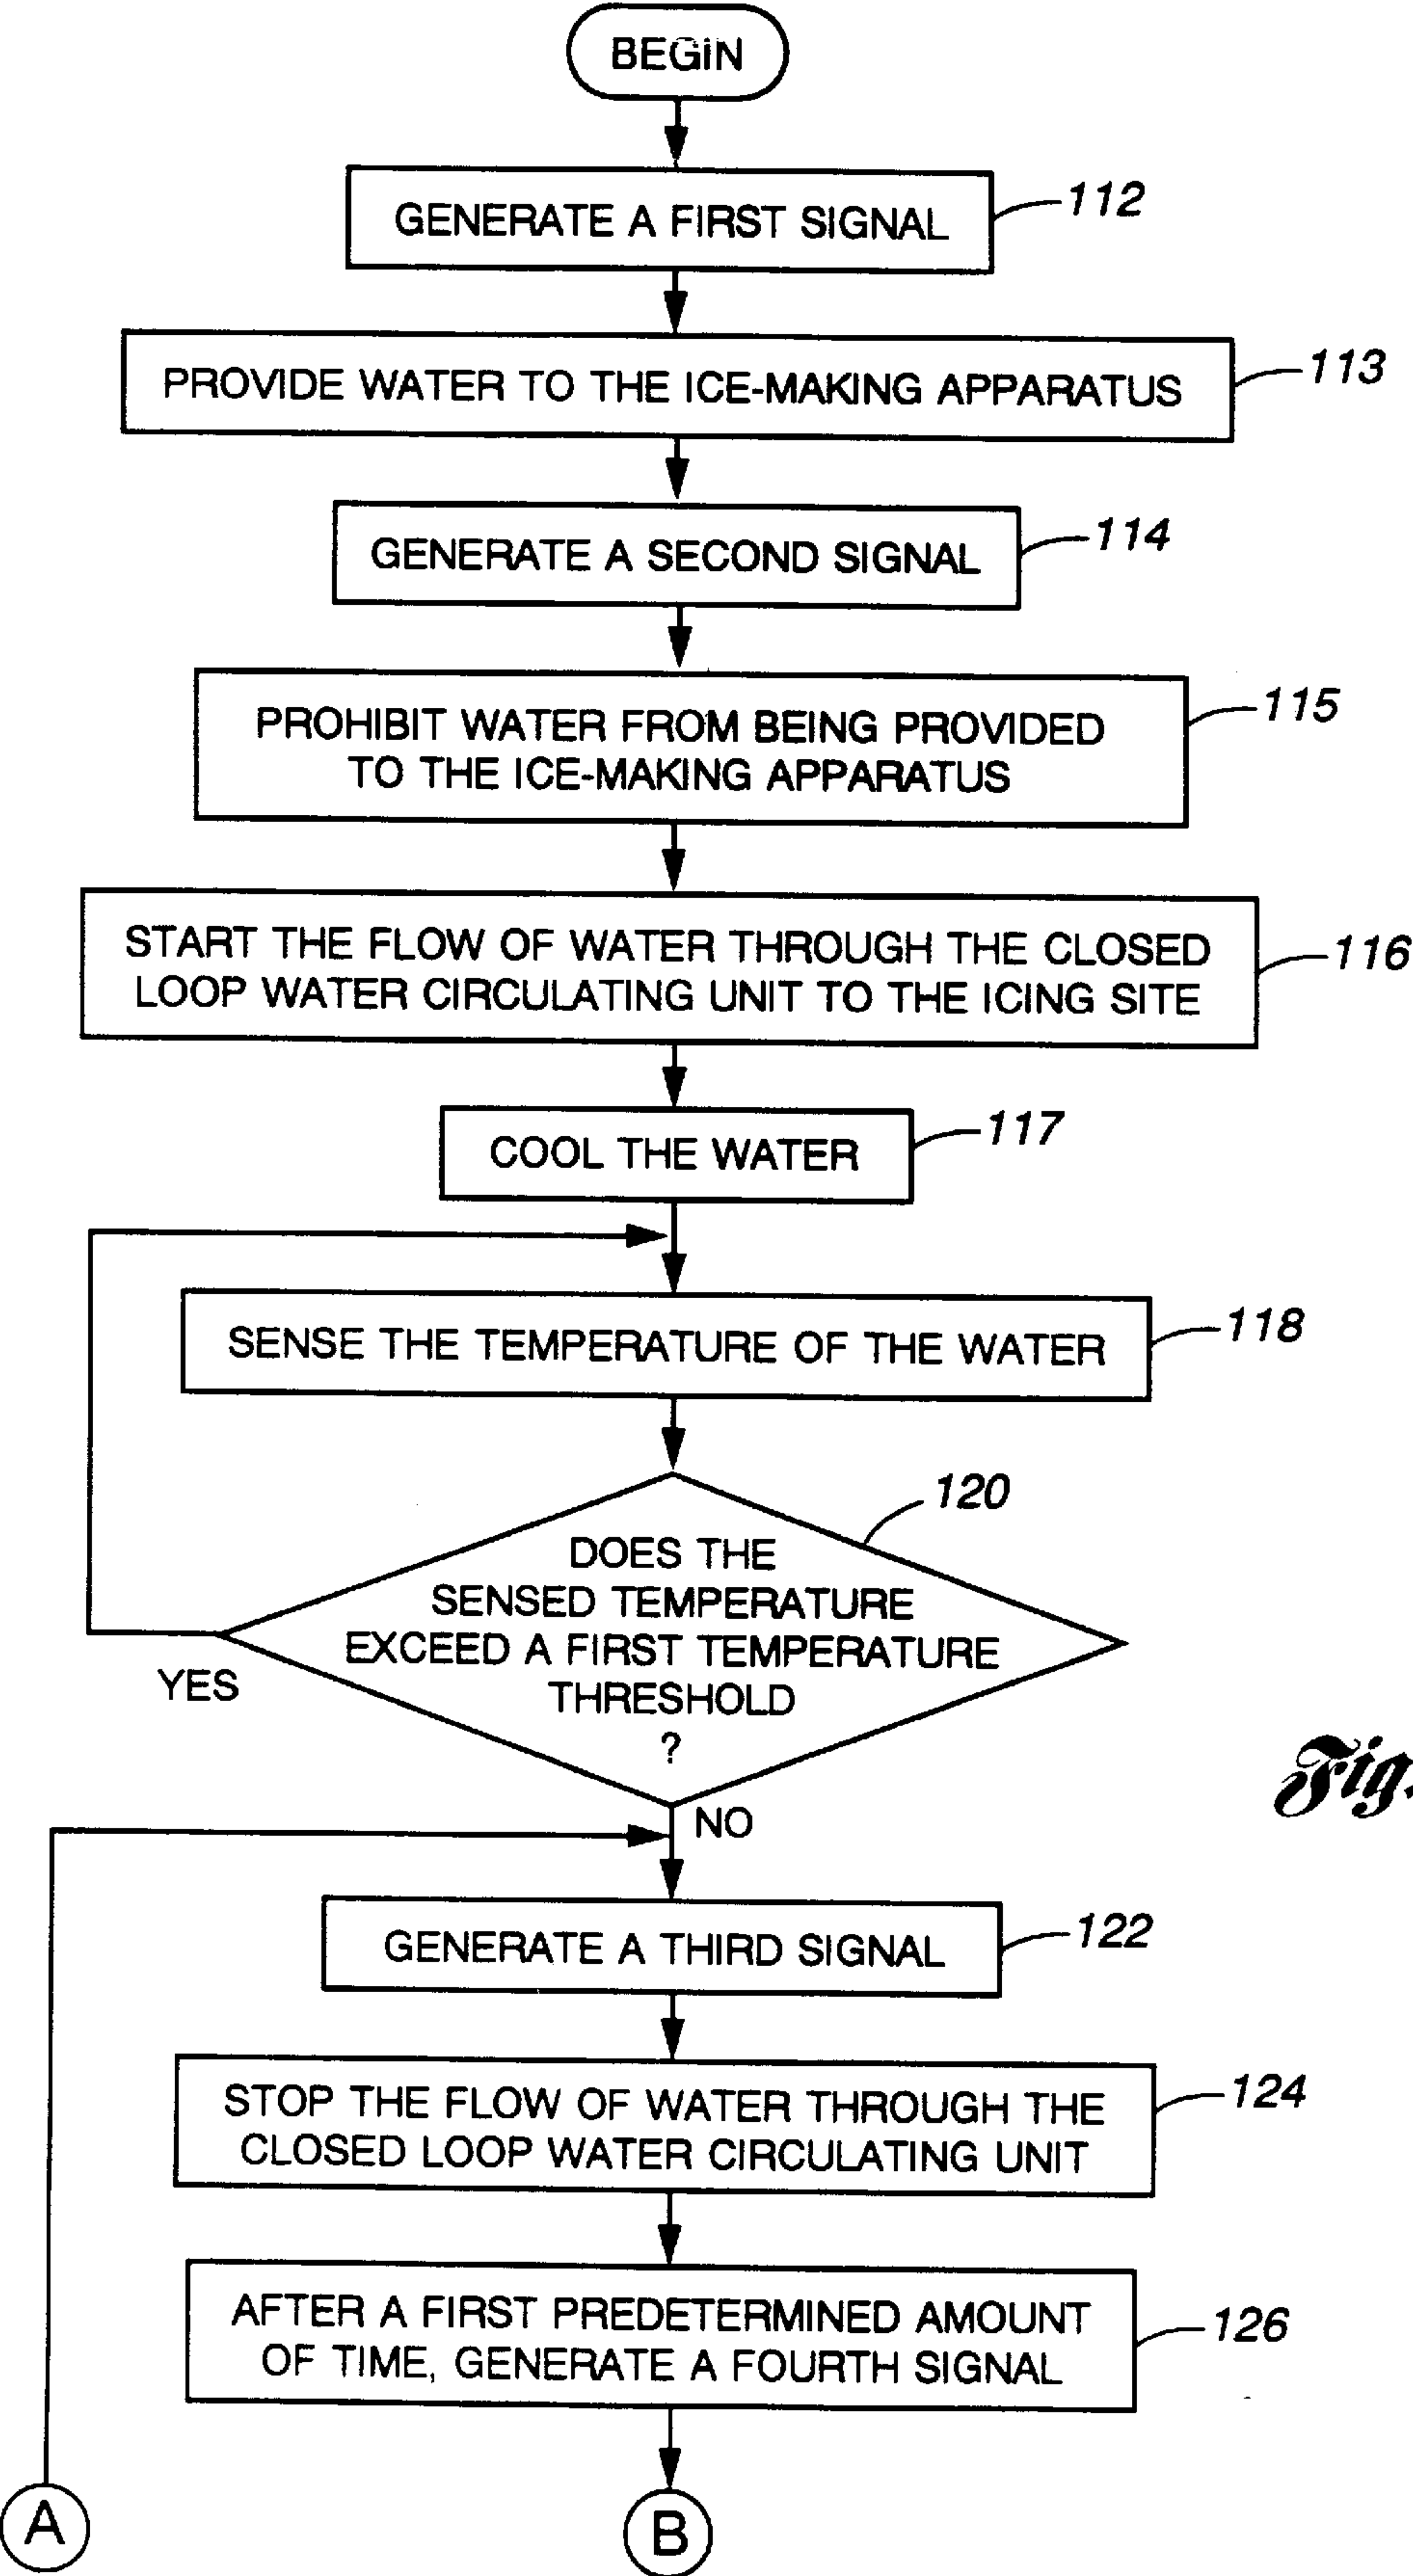 BEGIN
GENERATE A FIRST SIGNAL
112
PROVIDE WATER TO THE ICE-MAKING APPARATUS
113
GENERATE A SECOND SIGNAL
114
PROHIBIT WATER FROM BEING PROVIDED
TO THE ICE-MAKING APPARATUS
115
START THE FLOW OF WATER THROUGH THE CLOSED
LOOP WATER CIRCULATING UNIT TO THE ICING SITE
116
COOL THE WATER
117
SENSE THE TEMPERATURE OF THE WATER
118
DOES THE
SENSED TEMPERATURE
EXCEED A FIRST TEMPERATURE
THRESHOLD
?
120
YES
NO
Fig.
GENERATE A THIRD SIGNAL
122
STOP THE FLOW OF WATER THROUGH THE
CLOSED LOOP WATER CIRCULATING UNIT
124
AFTER A FIRST PREDETERMINED AMOUNT
OF TIME, GENERATE A FOURTH SIGNAL
126
A
B